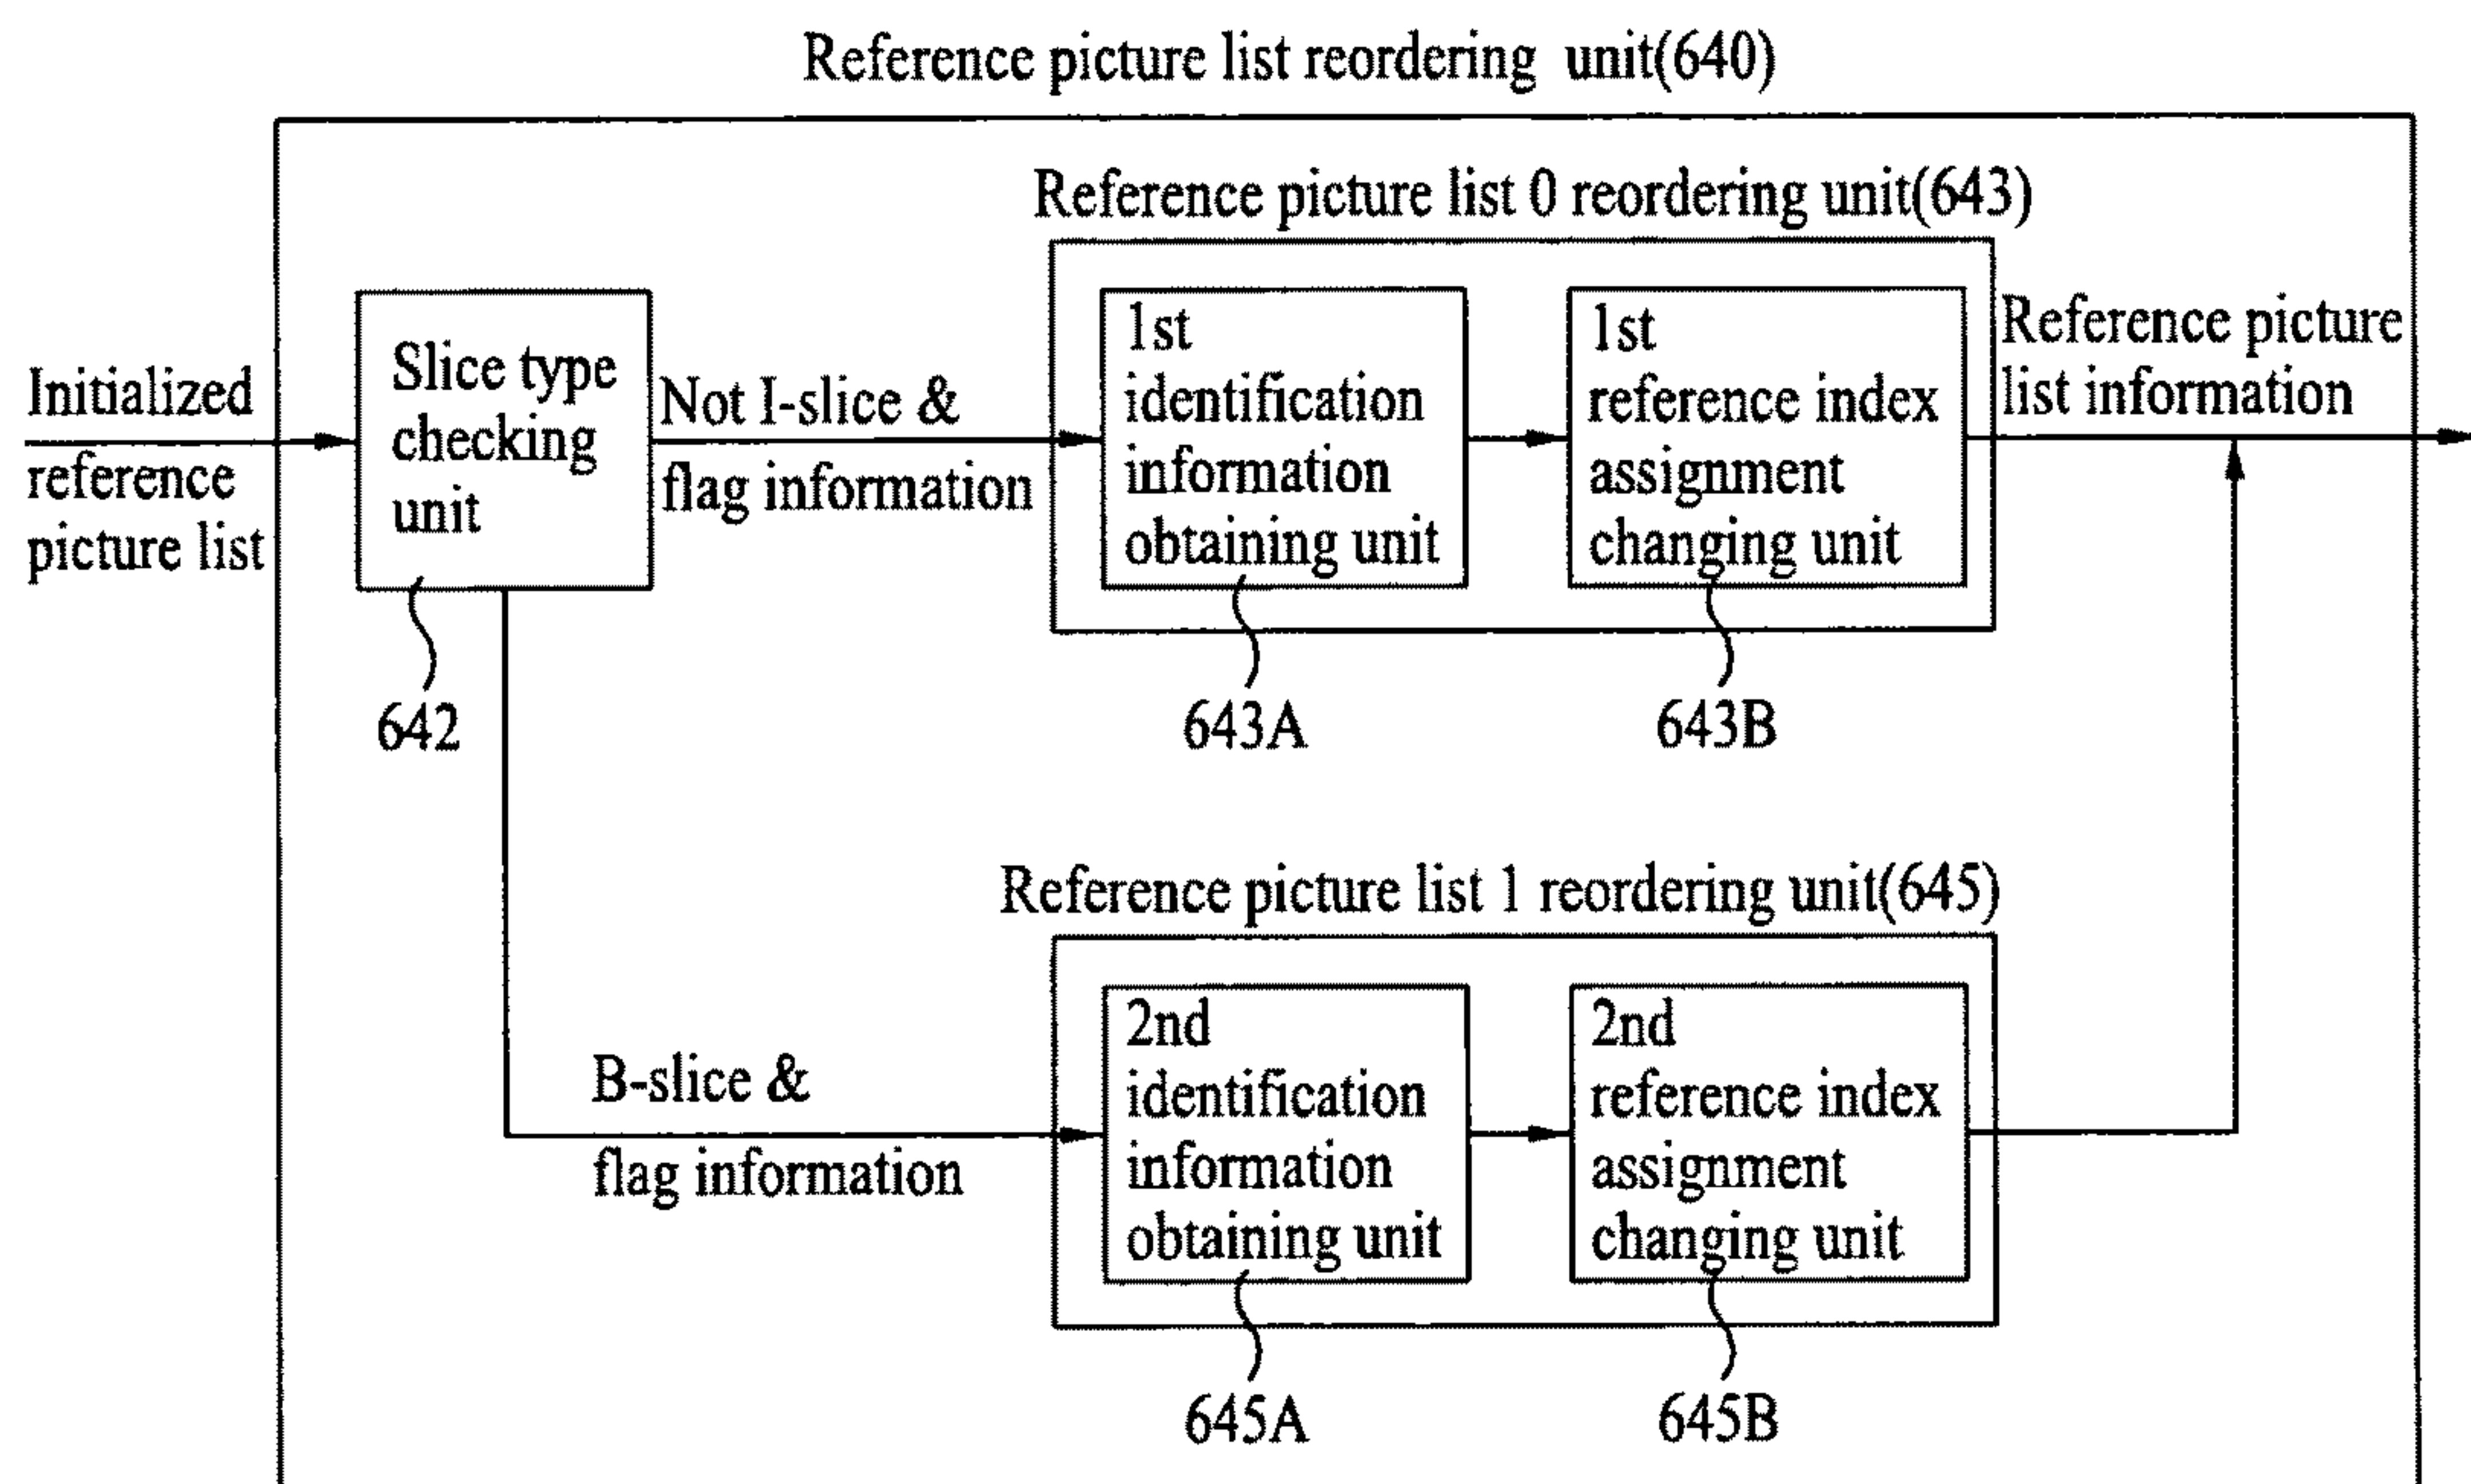 Reference picture list reordering unit(640)
Reference picture list 0 reordering unit(643)
Initialized
reference
picture list
Slice type
checking
unit
642
Not I-slice &
flag information
1st
identification
information
obtaining unit
643A
1st
reference index
assignment
changing unit
643B
Reference picture
list information
Reference picture list 1 reordering unit(645)
B-slice &
flag information
2nd
identification
information
obtaining unit
645A
2nd
reference index
assignment
changing unit
645B